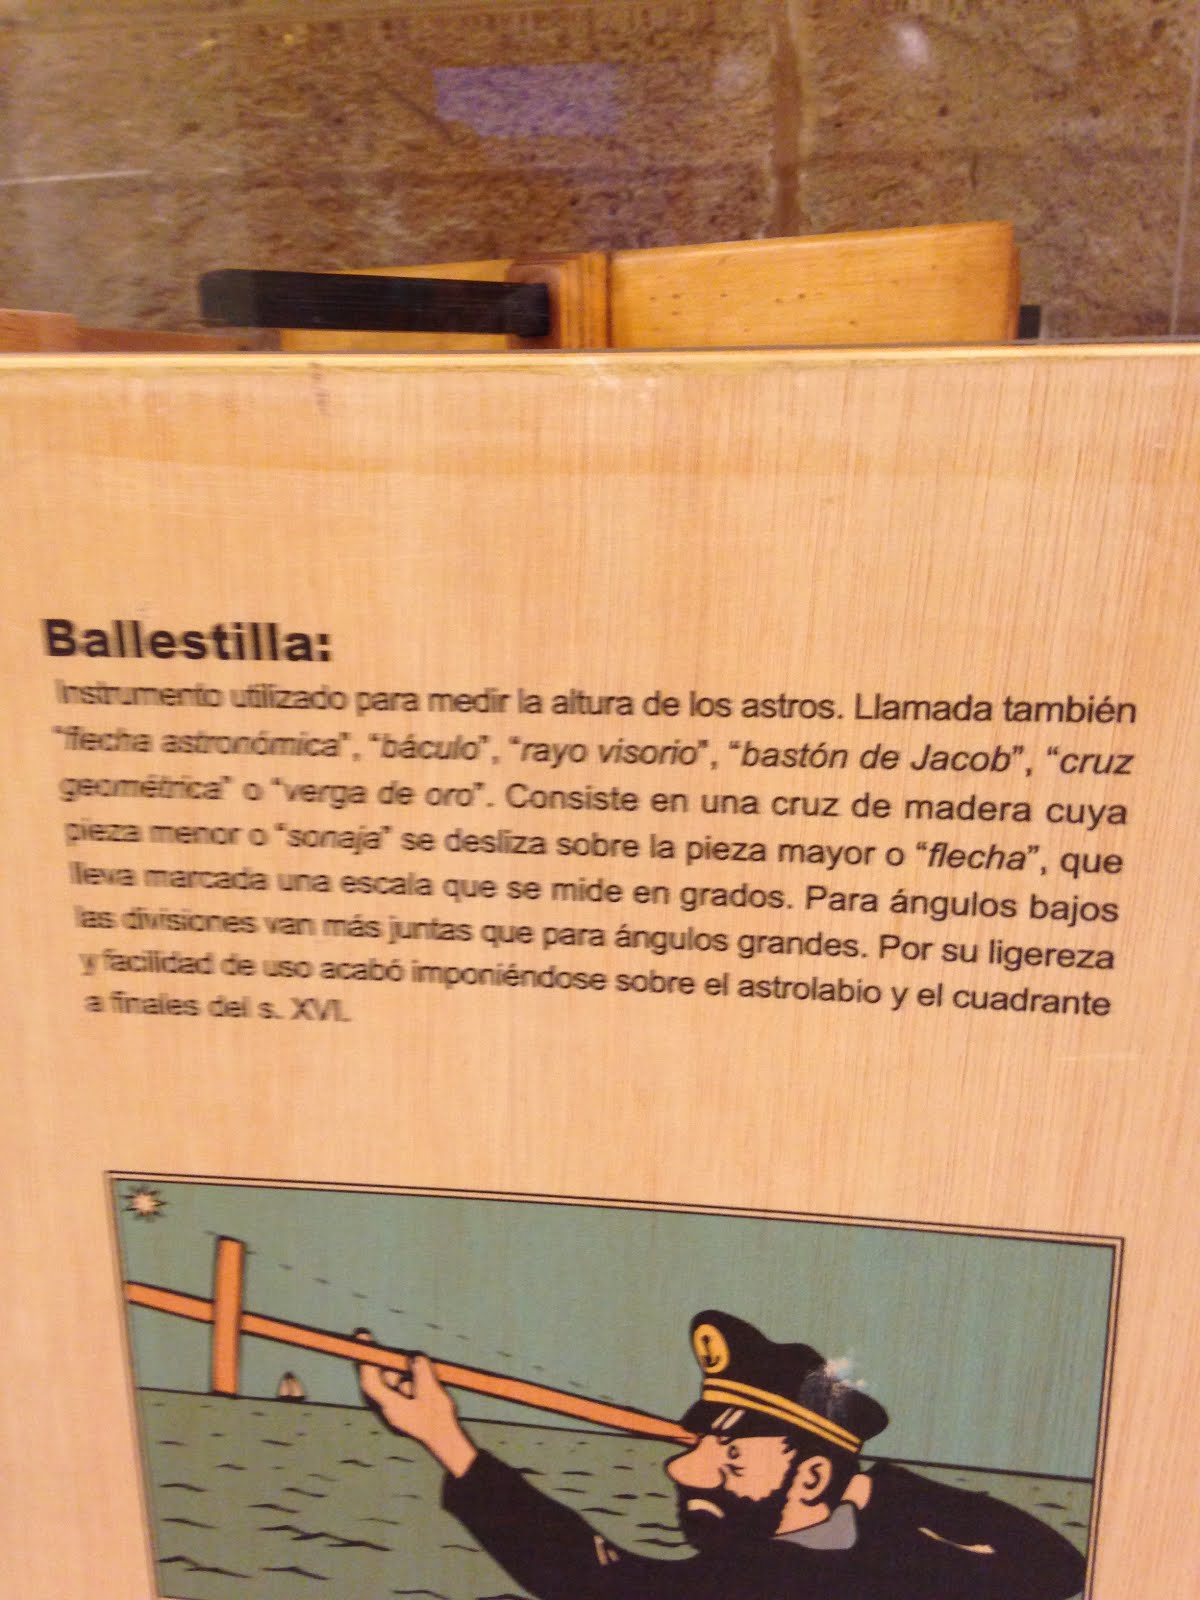 Ballestilla:
Instrumento utilizado para medir la altura de los astros. Llamada también
“flecha astronómica”, “báculo”, “rayo visorio”, “bastón de Jacob”, “cruz
geométrica” o “verga de oro”. Consiste en una cruz de madera cuya
pieza menor o “sonaja” se desliza sobre la pieza mayor o “flecha”, que
lleva marcada una escala que se mide en grados. Para ángulos bajos
las divisiones van más juntas que para ángulos grandes. Por su ligereza
y facilidad de uso acabó imponiéndose sobre el astrolabio y el cuadrante
a finales del s. XVI.